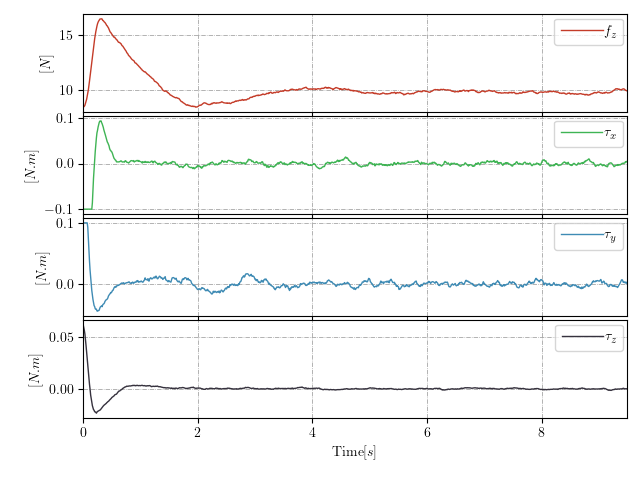 15
10
[N]
f_z
0.1
0.0
−0.1
[N.m]
τ_x
0.1
0.0
[N.m]
τ_y
0.05
0.00
[N.m]
τ_z
0 2 4 6 8
Time[s]